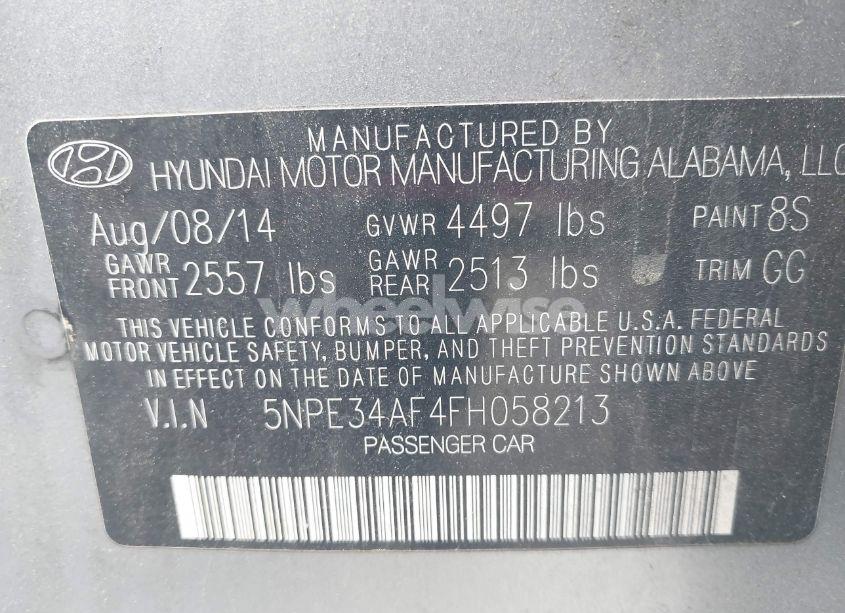 MANUFACTURED BY
HYUNDAI MOTOR MANUFACTURING ALABAMA, LLC
Aug/08/14 GVWR 4497 lbs PAINT 8S
GAWR FRONT 2557 lbs GAWR REAR 2513 lbs TRIM GG
wheelwise
THIS VEHICLE CONFORMS TO ALL APPLICABLE U.S.A. FEDERAL
MOTOR VEHICLE SAFETY, BUMPER, AND THEFT PREVENTION STANDARDS
IN EFFECT ON THE DATE OF MANUFACTURE SHOWN ABOVE
V.I.N 5NPE34AF4FH058213
PASSENGER CAR